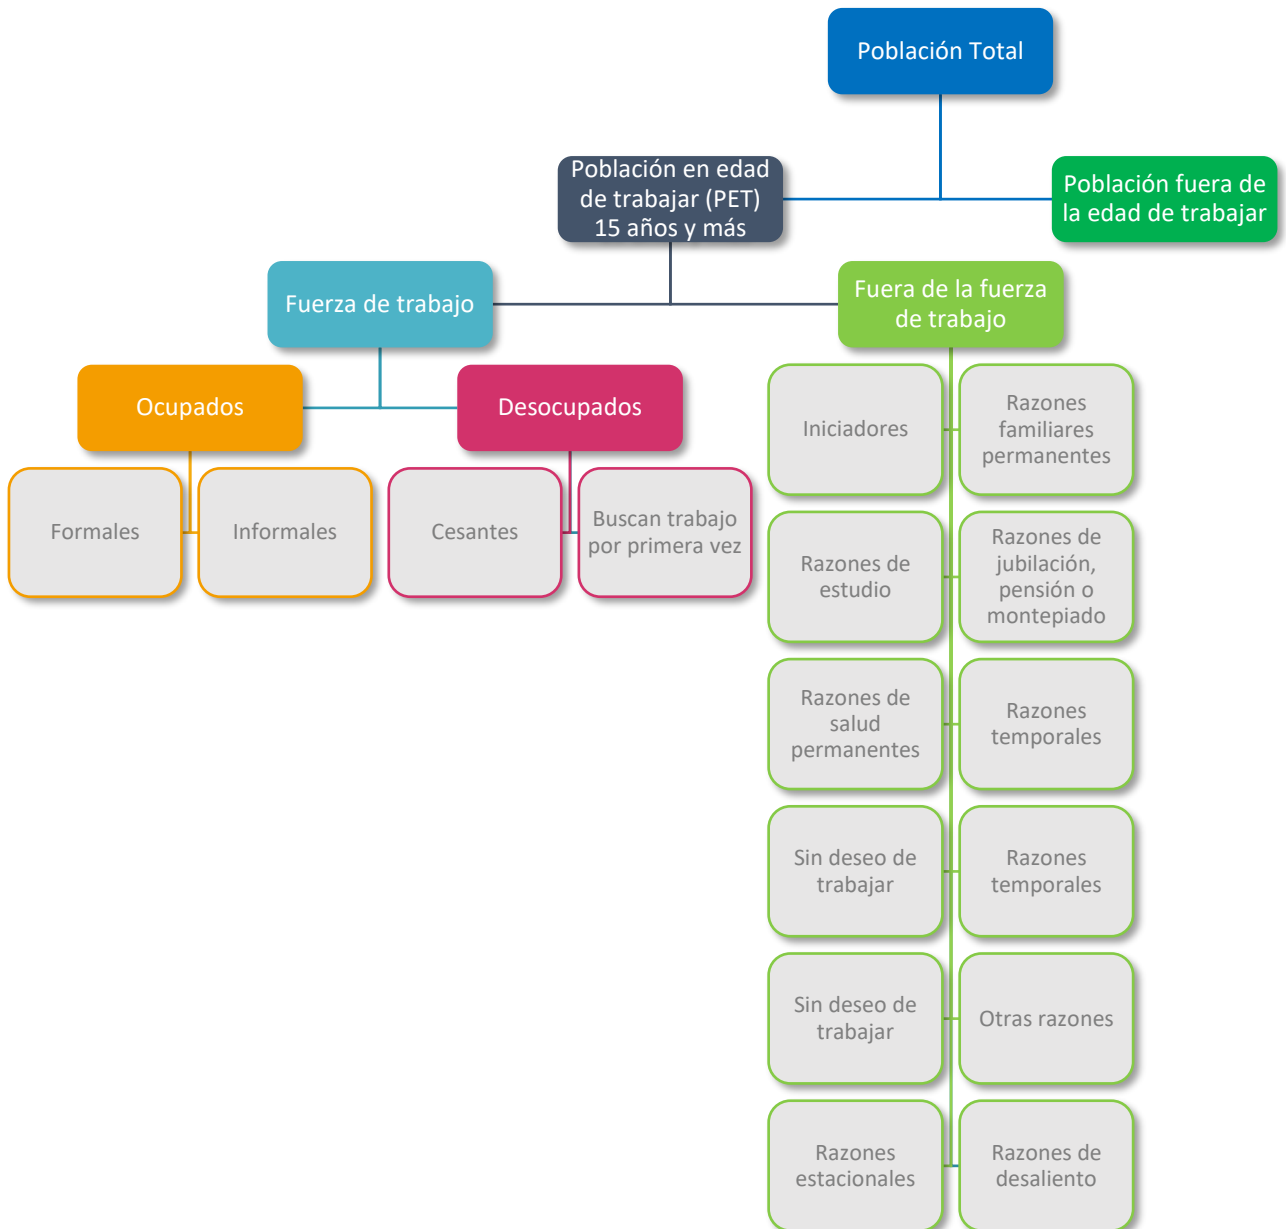 Población Total
Población en edad
de trabajar (PET)
15 años y más
Población fuera de
la edad de trabajar
Fuerza de trabajo
Fuera de la fuerza
de trabajo
Ocupados
Desocupados
Formales
Informales
Cesantes
Buscan trabajo
por primera vez
Iniciadores
Razones
familiares
permanentes
Razones de
estudio
Razones de
jubilación,
pensión o
montepiado
Razones de
salud
permanentes
Razones
temporales
Sin deseo de
trabajar
Razones
temporales
Sin deseo de
trabajar
Otras razones
Razones
estacionales
Razones de
desaliento